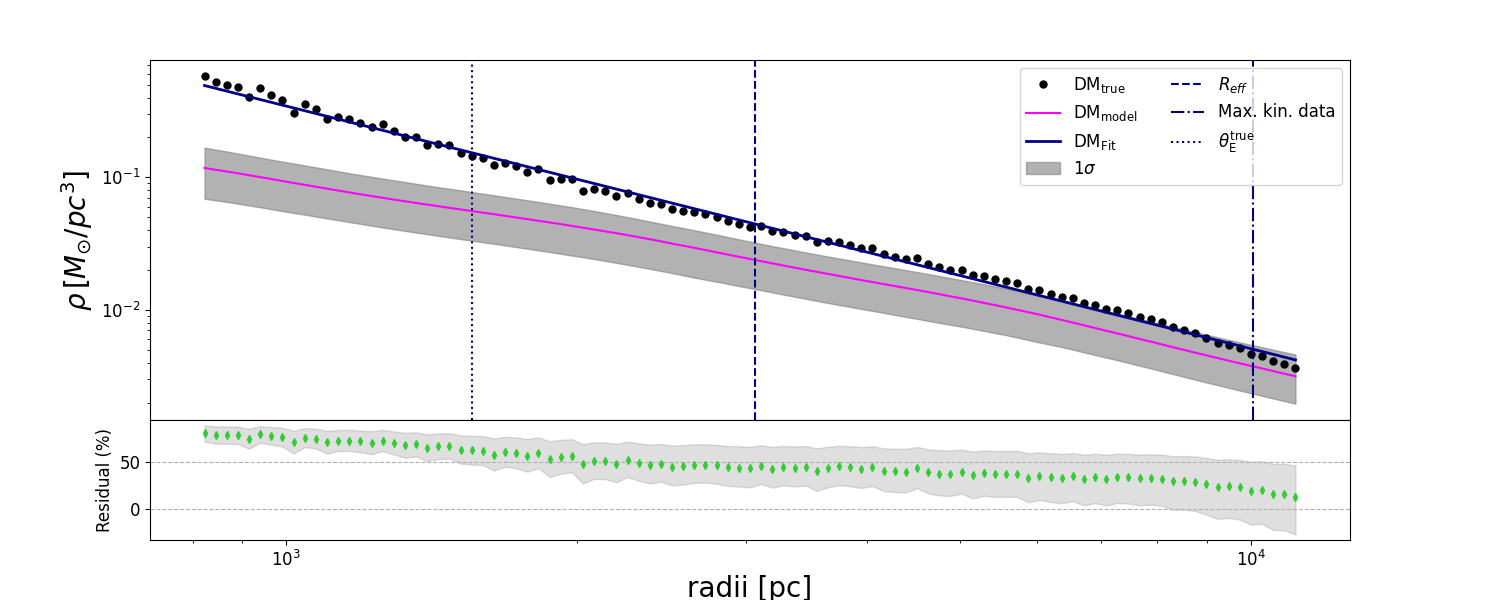 DM_true
DM_model
DM_Fit
1σ
R_eff
Max. kin. data
θ_E^true
ρ [M_⊙/pc^3]
10^−1
10^−2
Residual (%)
50
0
10^3
10^4
radii [pc]